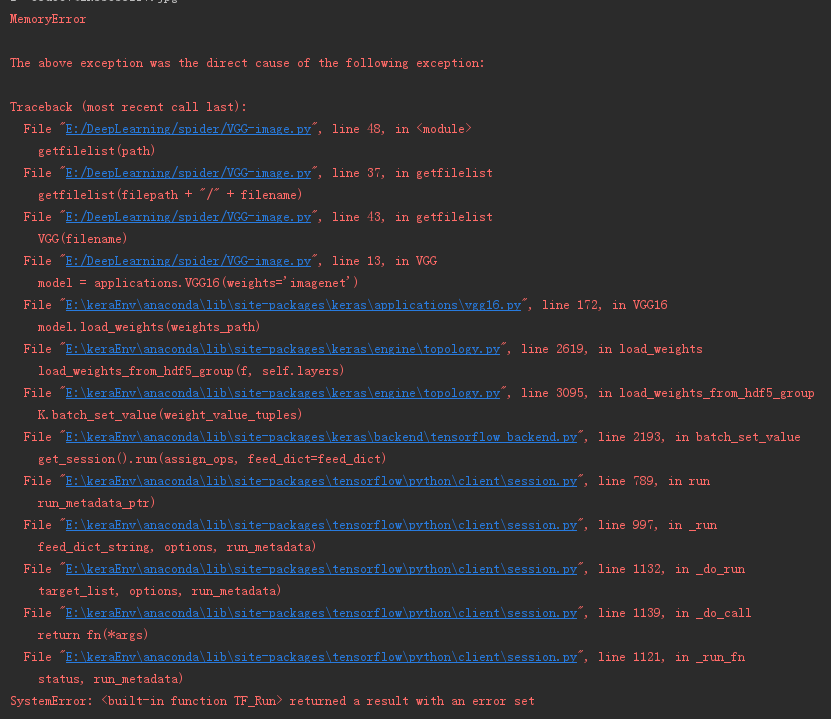 MemoryError
The above exception was the direct cause of the following exception:
Traceback (most recent call last):
File "E:/DeepLearning/spider/VGG-image.py", line 48, in <module>
getfilelist(path)
File "E:/DeepLearning/spider/VGG-image.py", line 37, in getfilelist
getfilelist(filepath + "/" + filename)
File "E:/DeepLearning/spider/VGG-image.py", line 43, in getfilelist
VGG(filename)
File "E:/DeepLearning/spider/VGG-image.py", line 13, in VGG
model = applications.VGG16(weights='imagenet')
File "E:\keraEnv\anaconda\lib\site-packages\keras\applications\vgg16.py", line 172, in VGG16
model.load_weights(weights_path)
File "E:\keraEnv\anaconda\lib\site-packages\keras\engine\topology.py", line 2619, in load_weights
load_weights_from_hdf5_group(f, self.layers)
File "E:\keraEnv\anaconda\lib\site-packages\keras\engine\topology.py", line 3095, in load_weights_from_hdf5_group
K.batch_set_value(weight_value_tuples)
File "E:\keraEnv\anaconda\lib\site-packages\keras\backend\tensorflow_backend.py", line 2193, in batch_set_value
get_session().run(assign_ops, feed_dict=feed_dict)
File "E:\keraEnv\anaconda\lib\site-packages\tensorflow\python\client\session.py", line 789, in run
run_metadata_ptr)
File "E:\keraEnv\anaconda\lib\site-packages\tensorflow\python\client\session.py", line 997, in _run
feed_dict_string, options, run_metadata)
File "E:\keraEnv\anaconda\lib\site-packages\tensorflow\python\client\session.py", line 1132, in _do_run
target_list, options, run_metadata)
File "E:\keraEnv\anaconda\lib\site-packages\tensorflow\python\client\session.py", line 1139, in _do_call
return fn(*args)
File "E:\keraEnv\anaconda\lib\site-packages\tensorflow\python\client\session.py", line 1121, in _run_fn
status, run_metadata)
SystemError: <built-in function TF_Run> returned a result with an error set